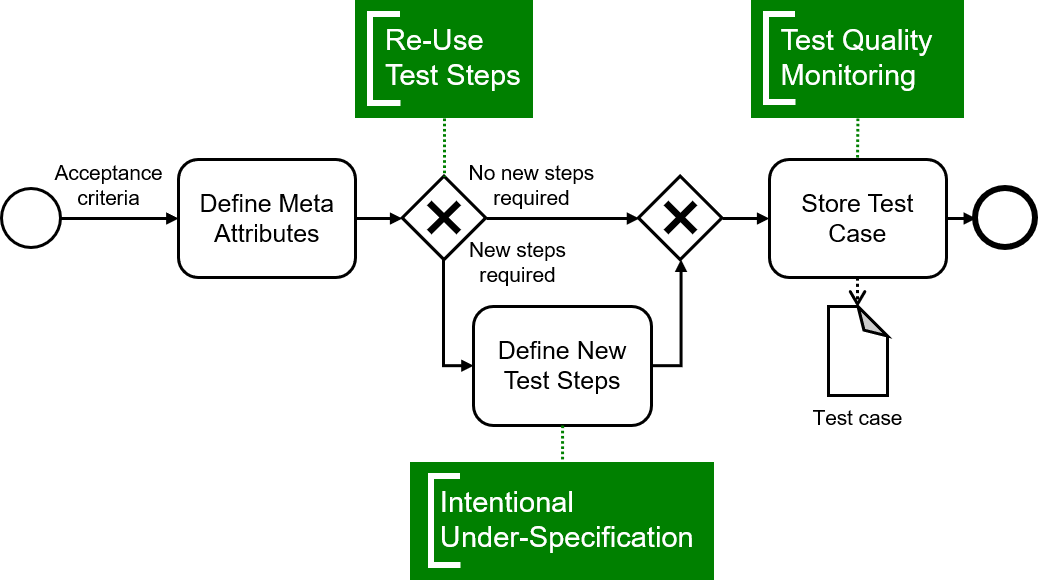 Re-Use
Test Steps
Test Quality
Monitoring
Acceptance
criteria
Define Meta
Attributes
No new steps
required
New steps
required
Store Test
Case
Define New
Test Steps
Test case
Intentional
Under-Specification